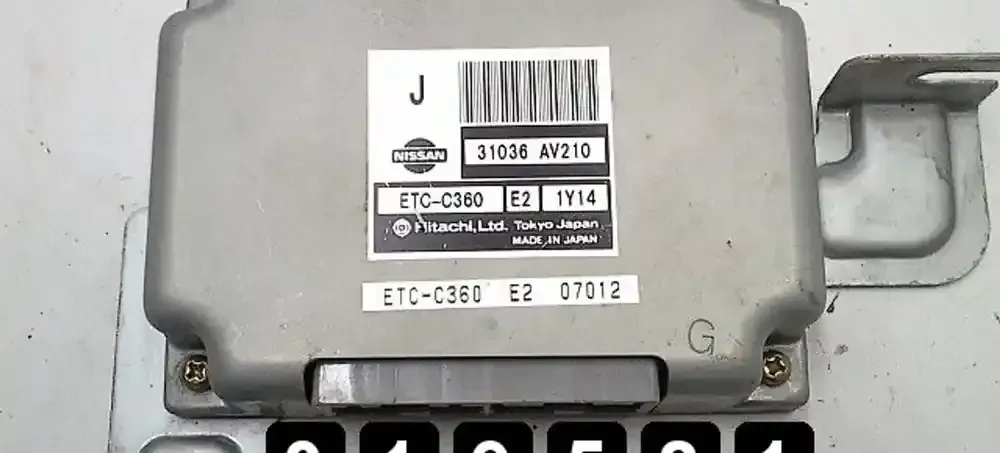 J
NISSAN
31036 AV210
ETC-C360 E2 1Y14
Hitachi, Ltd. Tokyo Japan
MADE IN JAPAN
ETC-C360 E2 07012
G